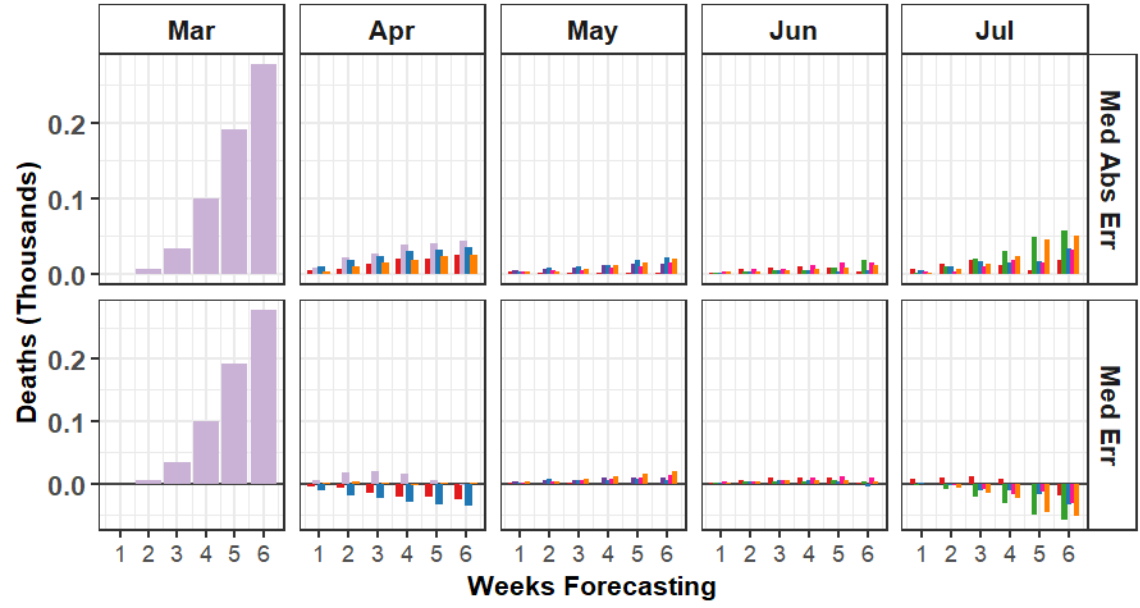 Mar Apr May Jun Jul
Deaths (Thousands)
0.2
0.1
0.0
Med Abs Err
0.2
0.1
0.0
Med Err
1 2 3 4 5 6 1 2 3 4 5 6 1 2 3 4 5 6 1 2 3 4 5 6 1 2 3 4 5 6
Weeks Forecasting